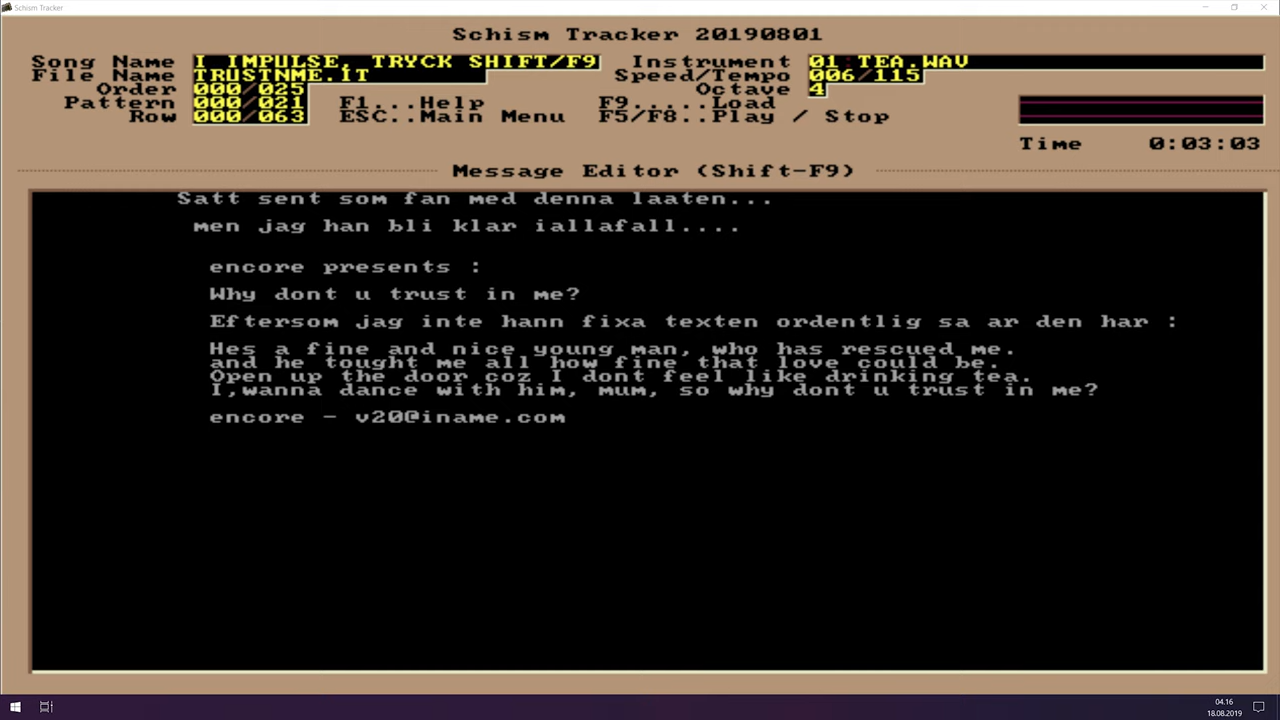 Schism Tracker
Schism Tracker 20190801
Song Name I IMPULSE, TRYCK SHIFT/F9 Instrument 01 TEA.WAV
File Name TRUSTNME.IT Speed/Tempo 006/115
Order 000/025 Octave 4
Pattern 000/021 F1...Help F9.....Load
Row 000/063 ESC..Main Menu F5/F8..Play / Stop
Time 0:03:03
Message Editor (Shift-F9)
Satt sent som fan med denna laaten...
men jag han bli klar iallafall....
encore presents :
Why dont u trust in me?
Eftersom jag inte hann fixa texten ordentlig sa ar den har :
Hes a fine and nice young man, who has rescued me.
and he tought me all how fine that love could be.
Open up the door coz I dont feel like drinking tea.
I,wanna dance with him, mum, so why dont u trust in me?
encore - v20@iname.com
04.16
18.08.2019